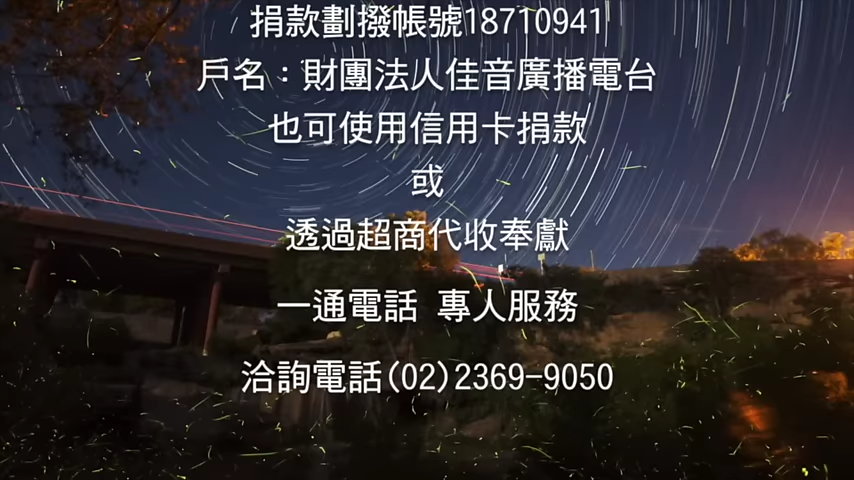 捐款劃撥帳號18710941
戶名：財團法人佳音廣播電台
也可使用信用卡捐款
或
透過超商代收奉獻
一通電話 專人服務
洽詢電話(02)2369-9050